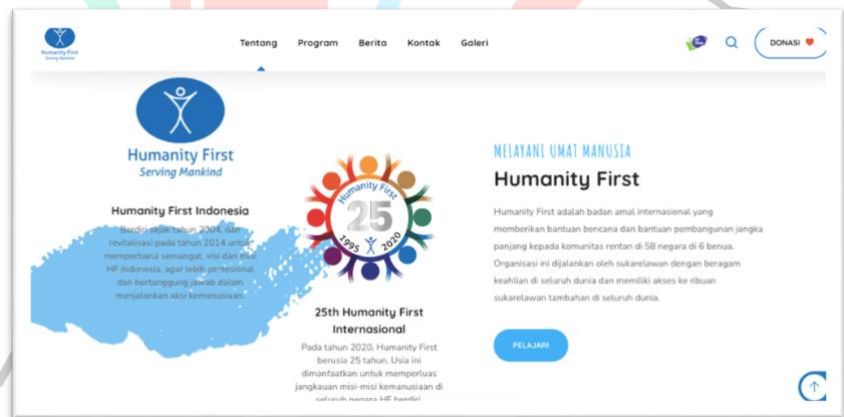 Humanity First
Serving Mankind
Tentang Program Berita Kontak Galeri
DONASI
Humanity First
Serving Mankind
Humanity First Indonesia
Berdiri sejak tahun 2004, dan
revitalisasi pada tahun 2014 untuk
memperbarui semangat, visi dan misi
HF Indonesia, agar lebih profesional
dan bertanggung jawab dalam
menjalankan aksi kemanusiaan.
Humanity First
25
1995 2020
25th Humanity First
Internasional
Pada tahun 2020, Humanity First
berusia 25 tahun. Usia ini
dimanfaatkan untuk memperluas
jangkauan misi-misi kemanusiaan di
seluruh negara HF berdiri
MELAYANI UMAT MANUSIA
Humanity First
Humanity First adalah badan amal internasional yang
memberikan bantuan bencana dan bantuan pembangunan jangka
panjang kepada komunitas rentan di 58 negara di 6 benua.
Organisasi ini dijalankan oleh sukarelawan dengan beragam
keahlian di seluruh dunia dan memiliki akses ke ribuan
sukarelawan tambahan di seluruh dunia.
PELAJARI